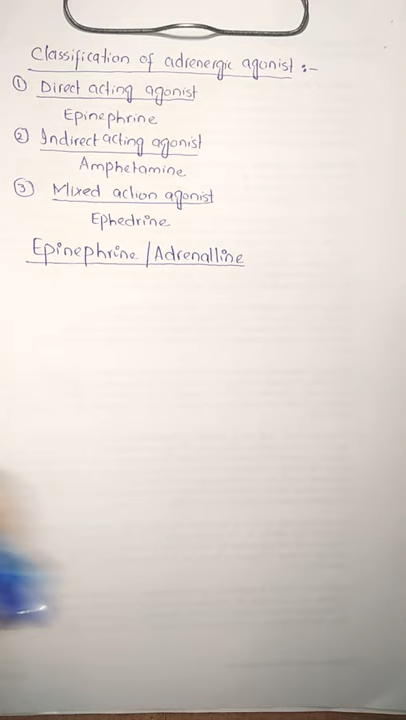 Classification of adrenergic agonist :-
① Direct acting agonist
Epinephrine
② Indirect acting agonist
Amphetamine
③ Mixed action agonist
Ephedrine
Epinephrine / Adrenalline